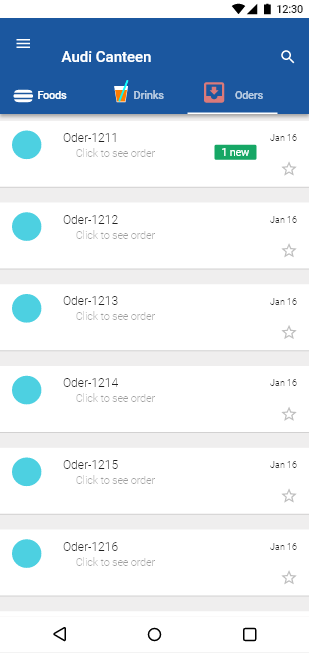 12:30
Audi Canteen
Foods
Drinks
Oders
Oder-1211
Jan 16
Click to see order
1 new
Oder-1212
Jan 16
Click to see order
Oder-1213
Jan 16
Click to see order
Oder-1214
Jan 16
Click to see order
Oder-1215
Jan 16
Click to see order
Oder-1216
Jan 16
Click to see order